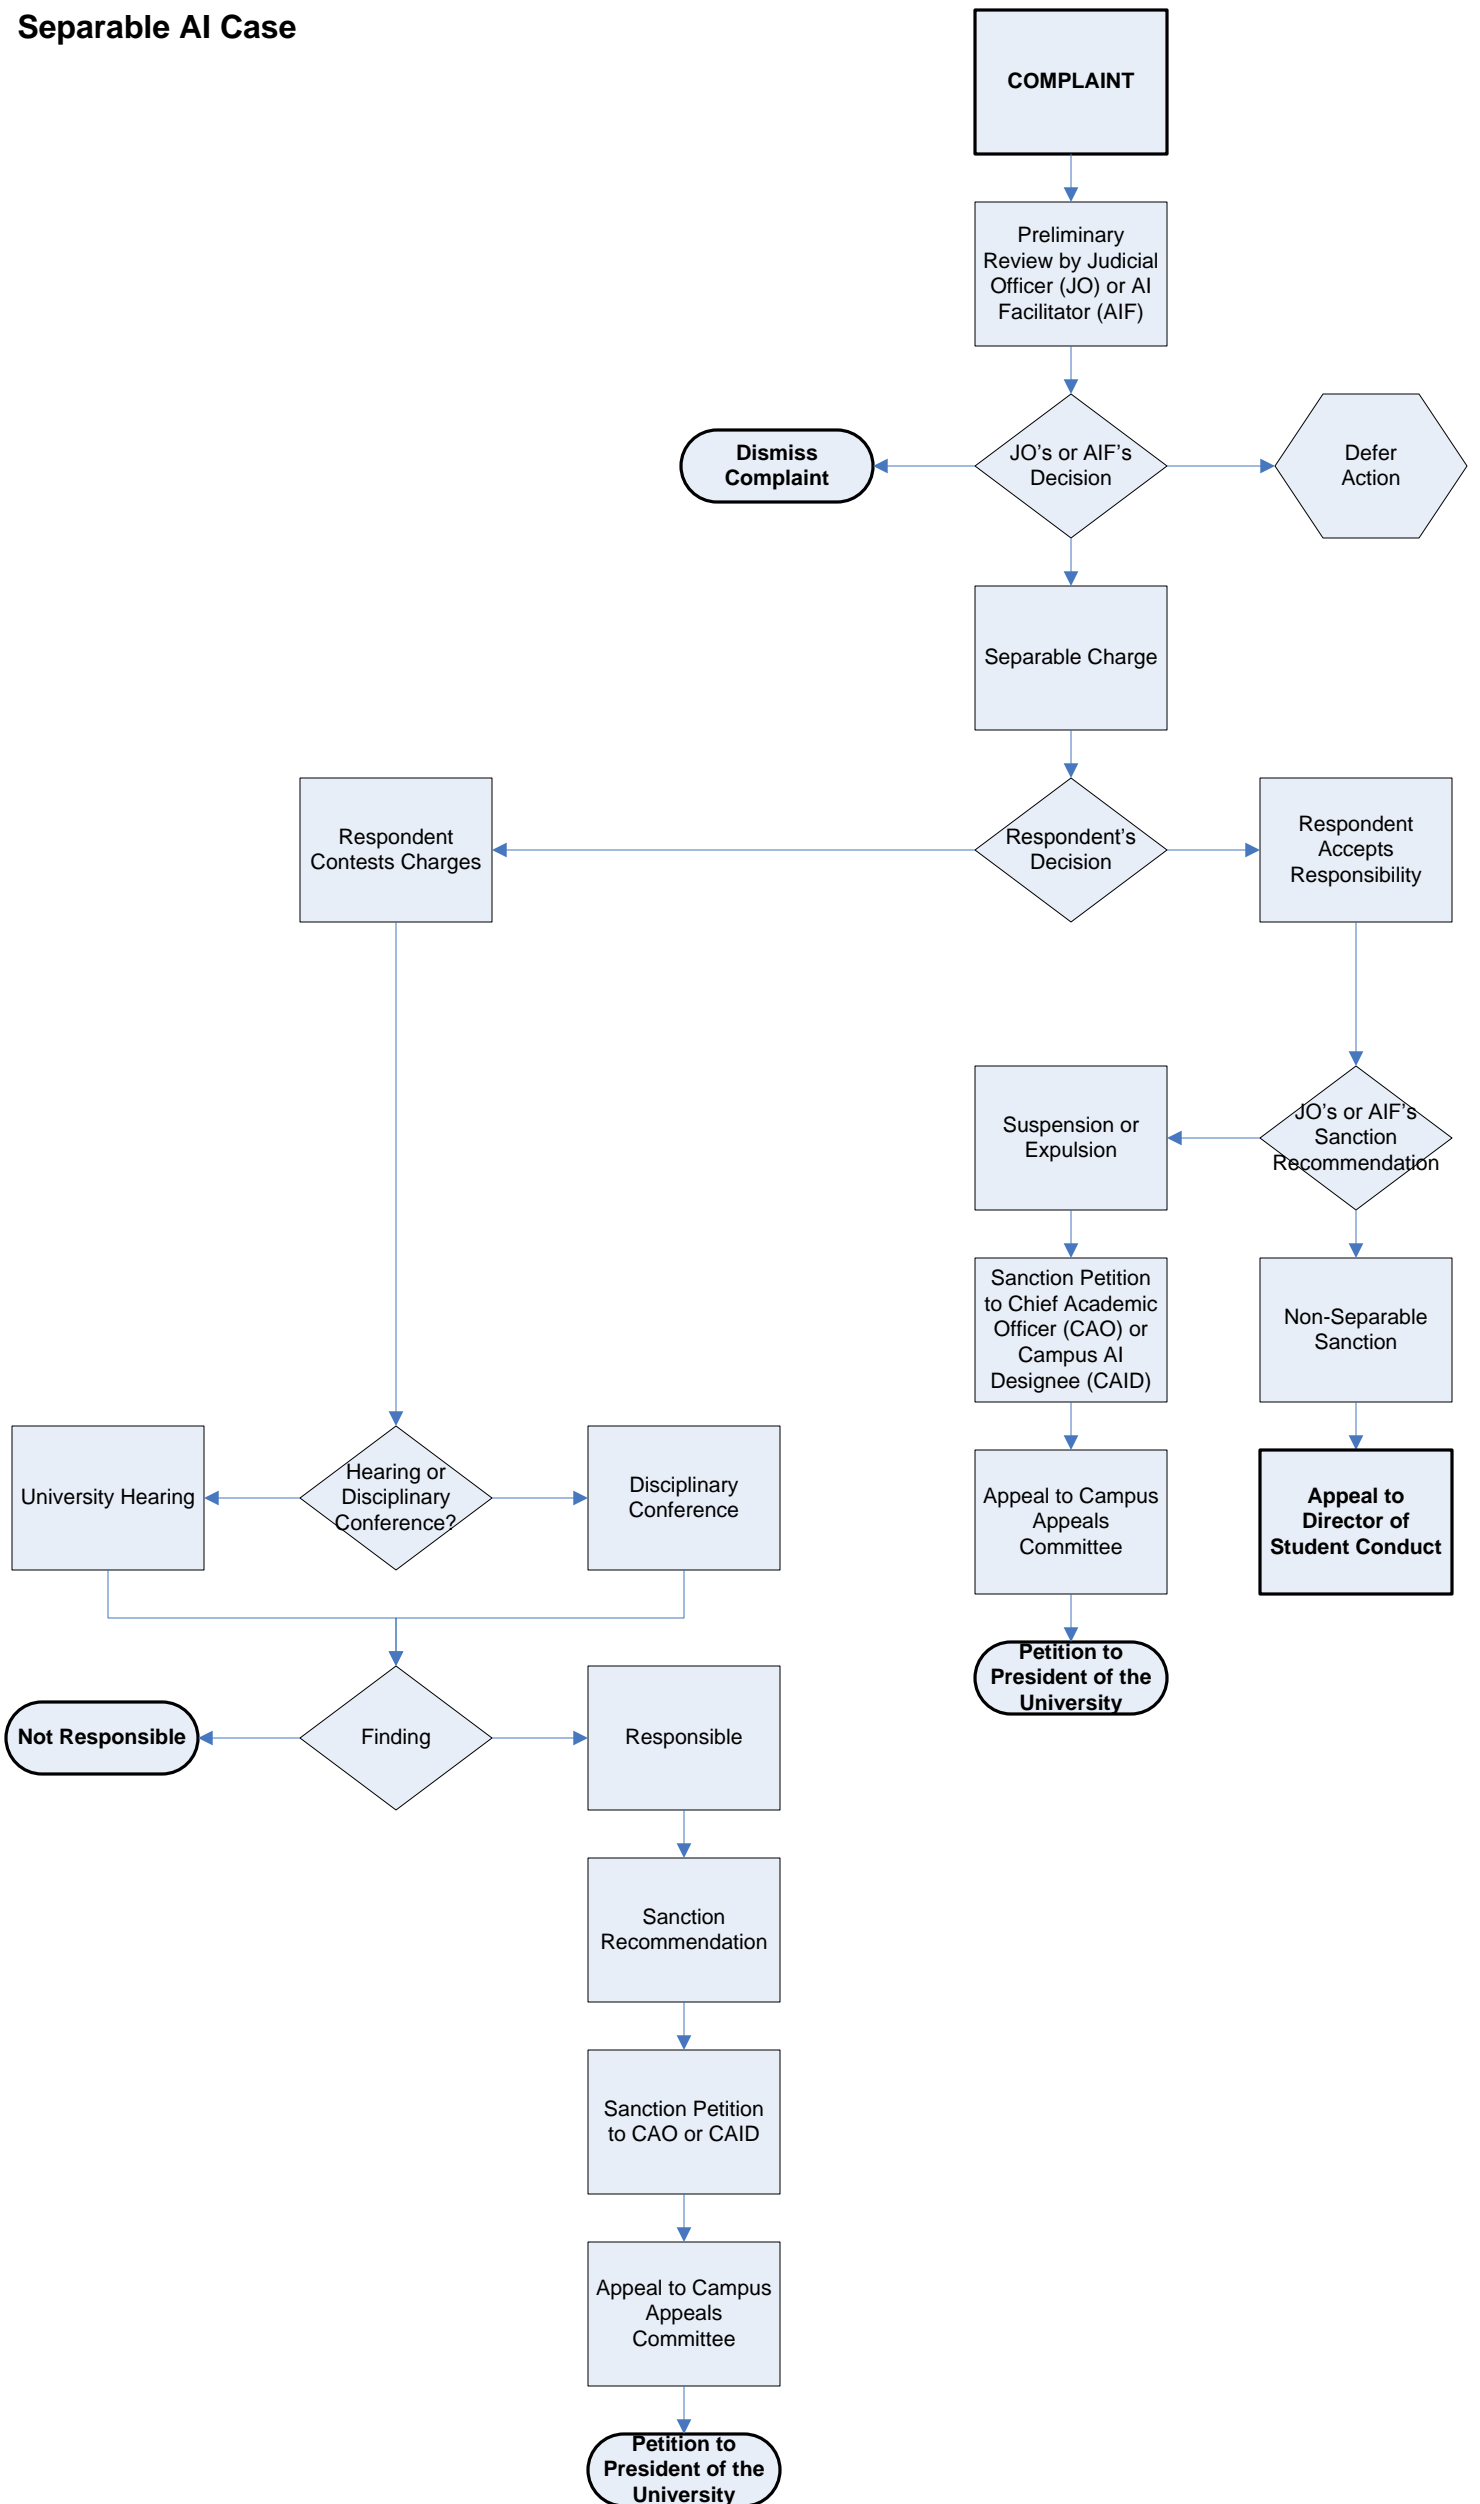 Separable AI Case
COMPLAINT
Preliminary
Review by Judicial
Officer (JO) or AI
Facilitator (AIF)
Dismiss
Complaint
JO's or AIF's
Decision
Defer
Action
Separable Charge
Respondent
Contests Charges
Respondent's
Decision
Respondent
Accepts
Responsibility
Suspension or
Expulsion
JO's or AIF's
Sanction
Recommendation
Sanction Petition
to Chief Academic
Officer (CAO) or
Campus AI
Designee (CAID)
Non-Separable
Sanction
University Hearing
Hearing or
Disciplinary
Conference?
Disciplinary
Conference
Appeal to Campus
Appeals
Committee
Appeal to
Director of
Student Conduct
Petition to
President of the
University
Not Responsible
Finding
Responsible
Sanction
Recommendation
Sanction Petition
to CAO or CAID
Appeal to Campus
Appeals
Committee
Petition to
President of the
University